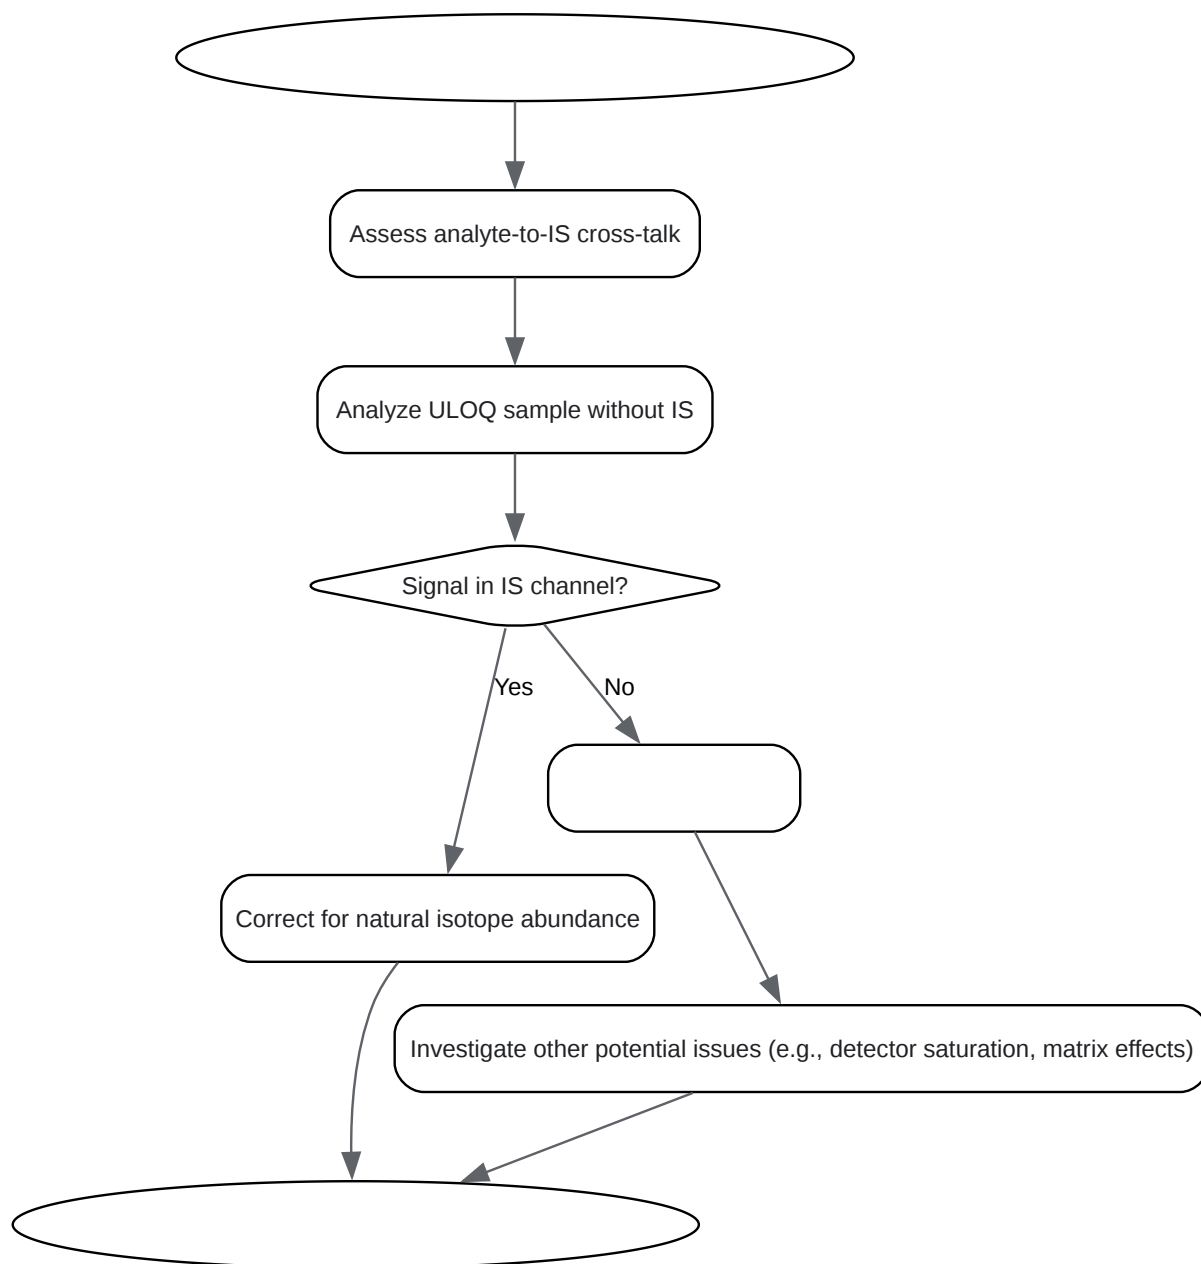 Assess analyte-to-IS cross-talk
Analyze ULOQ sample without IS
Signal in IS channel?
Yes
No
Correct for natural isotope abundance
Investigate other potential issues (e.g., detector saturation, matrix effects)